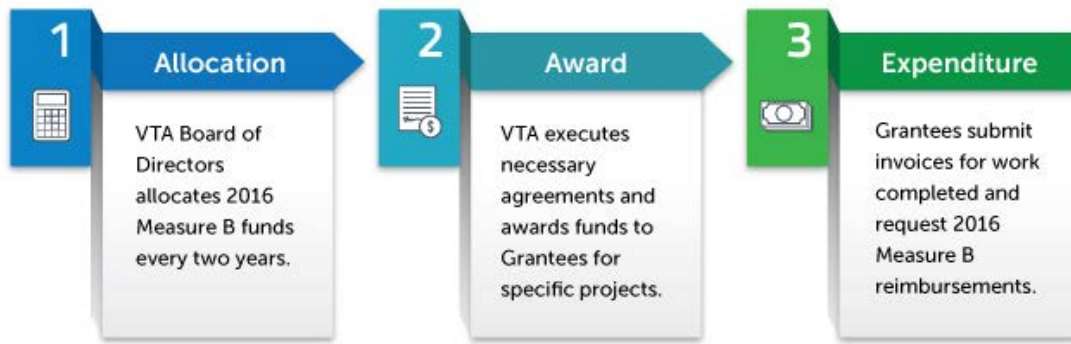 1
Allocation
VTA Board of
Directors
allocates 2016
Measure B funds
every two years.
2
Award
$
VTA executes
necessary
agreements and
awards funds to
Grantees for
specific projects.
3
Expenditure
Grantees submit
invoices for work
completed and
request 2016
Measure B
reimbursements.